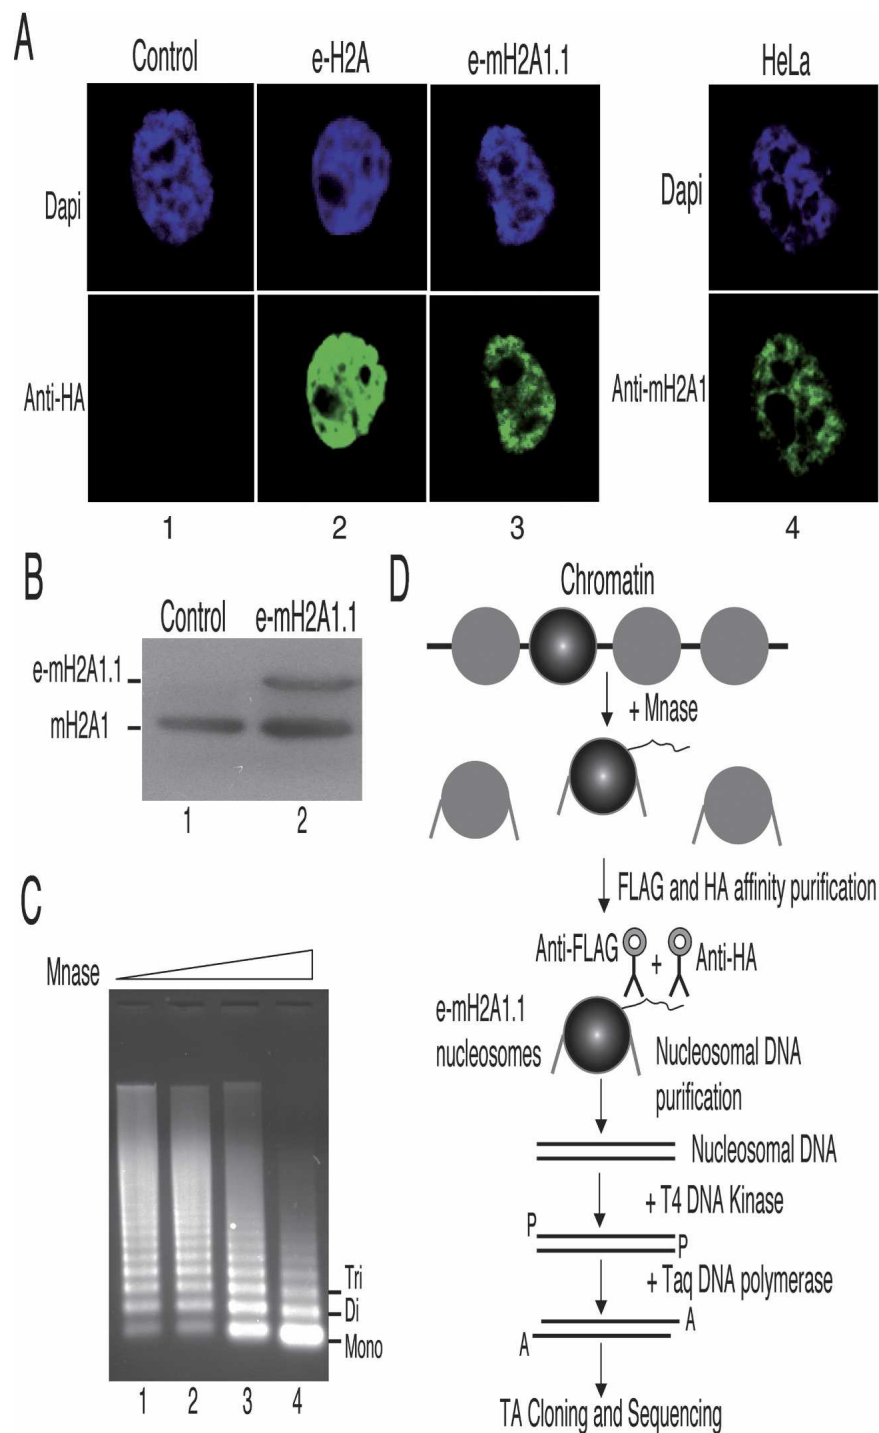 A
Control
e-H2A
e-mH2A1.1
HeLa
Dapi
Dapi
Anti-HA
Anti-mH2A1
1
2
3
4
B
Control
e-mH2A1.1
e-mH2A1.1
mH2A1
1
2
C
Mnase
Tri
Di
Mono
1
2
3
4
D
Chromatin
+ Mnase
FLAG and HA affinity purification
Anti-FLAG
+
Anti-HA
e-mH2A1.1
nucleosomes
Nucleosomal DNA
purification
Nucleosomal DNA
+ T4 DNA Kinase
P
P
+ Taq DNA polymerase
A
A
TA Cloning and Sequencing